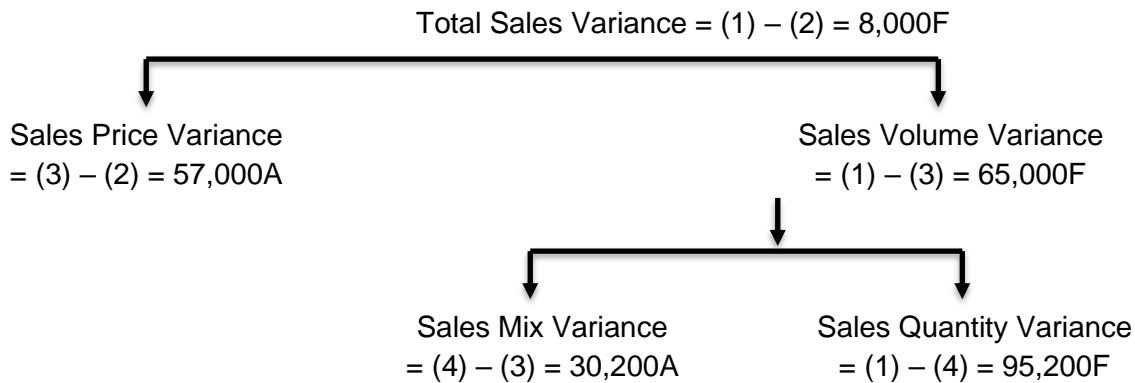 Total Sales Variance = (1) – (2) = 8,000F
Sales Price Variance
= (3) – (2) = 57,000A
Sales Volume Variance
= (1) – (3) = 65,000F
Sales Mix Variance
= (4) – (3) = 30,200A
Sales Quantity Variance
= (1) – (4) = 95,200F